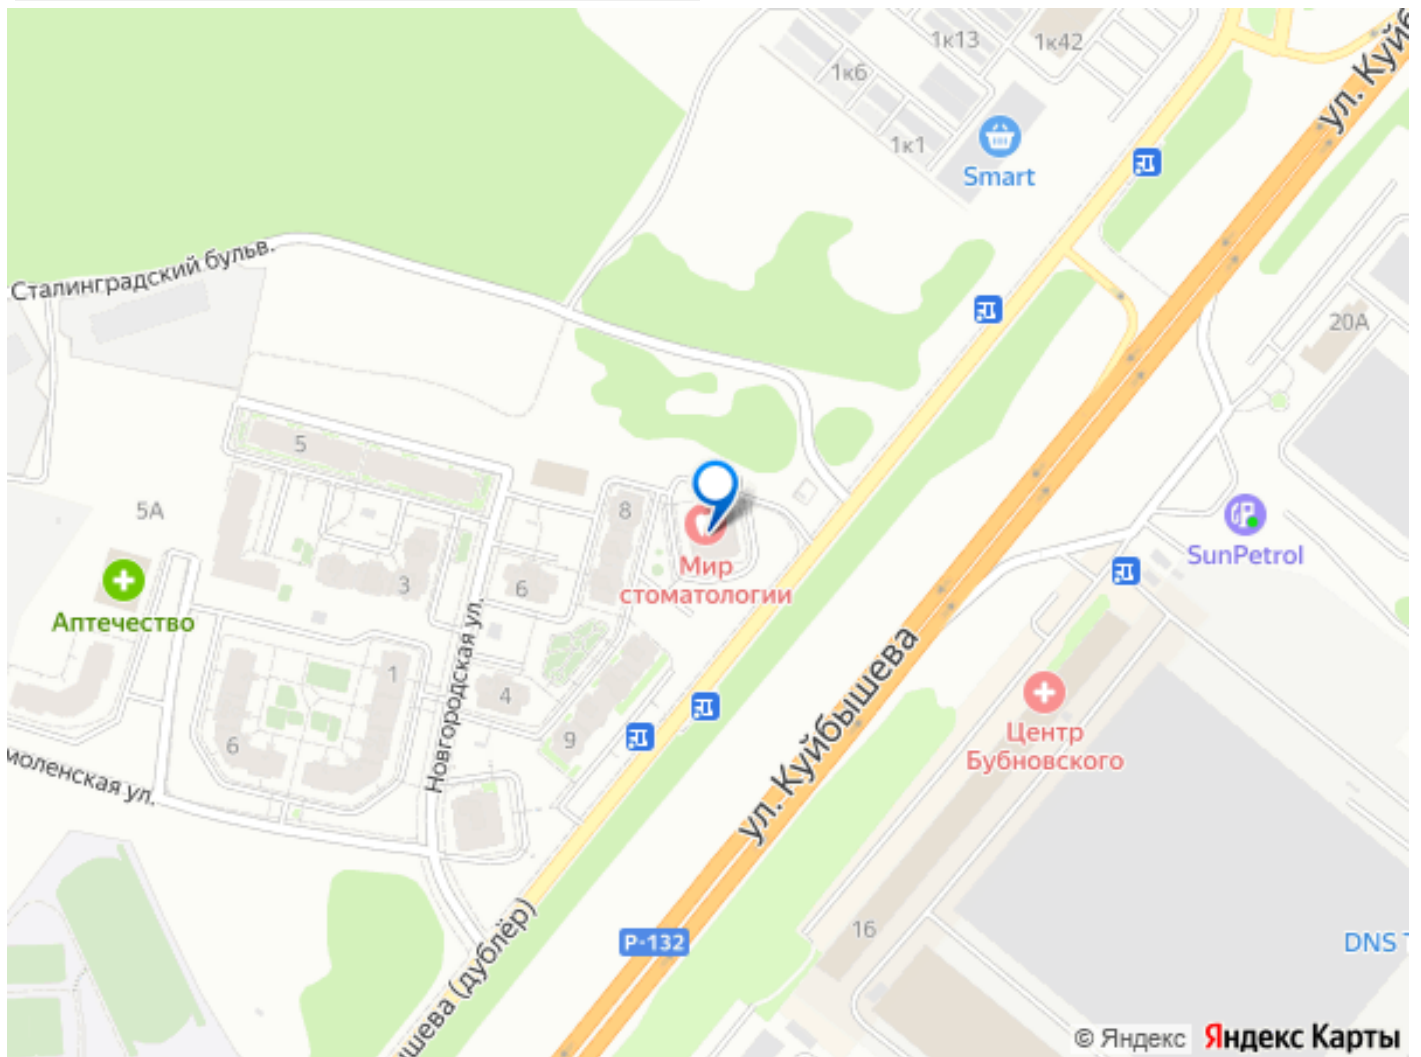 1к13
1к42
1к6
1к1
Smart
ул. Куйб
Сталинградский бульв.
20А
5
8
5А
3
6
Мир
стоматологии
SunPetrol
Аптечество
Новгородская ул.
1
4
6
9
Центр
Бубновского
ул. Куйбышева
моленская ул.
16
Р-132
DNS Т
шева (дублёр)
© Яндекс
Яндекс Карты